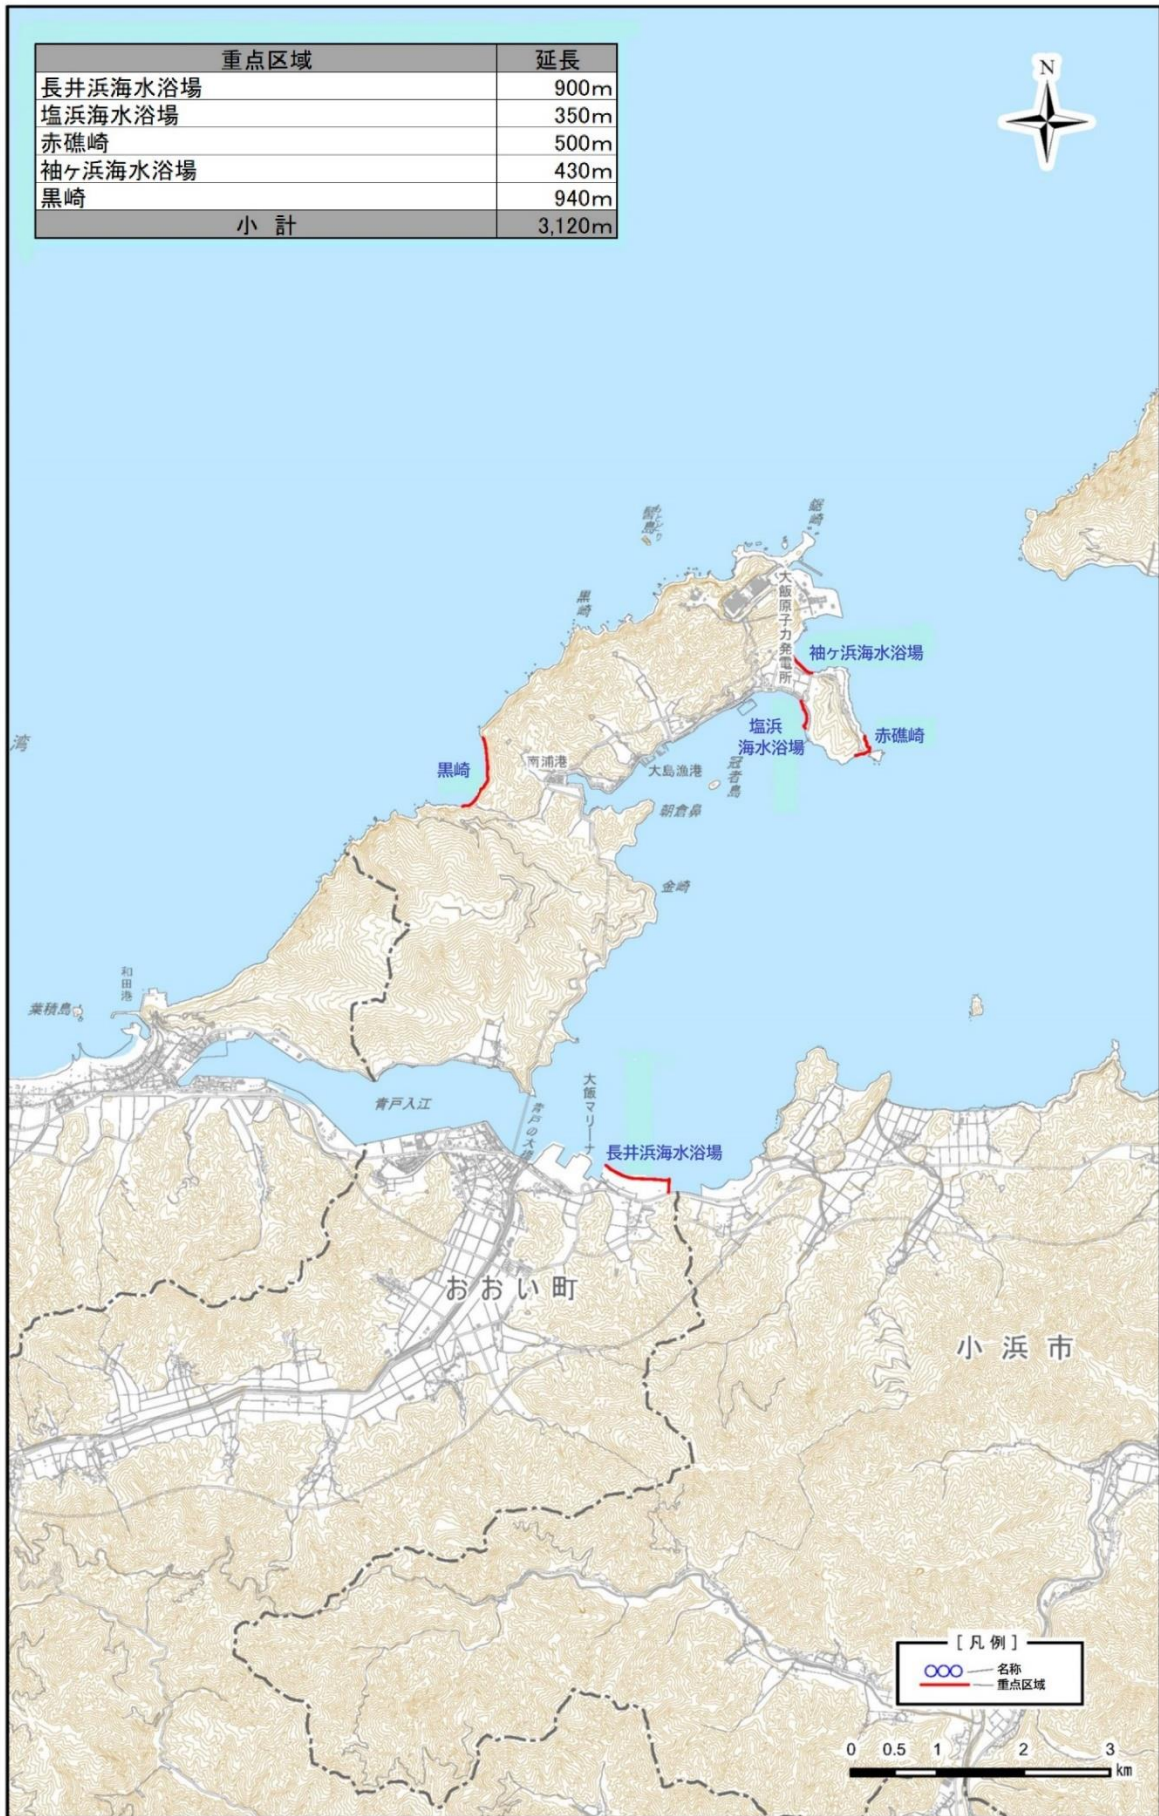 重点区域 延長
長井浜海水浴場 900m
塩浜海水浴場 350m
赤礁崎 500m
袖ヶ浜海水浴場 430m
黒崎 940m
小計 3,120m
N
鋸崎
黒崎
大飯原子力発電所
袖ヶ浜海水浴場
塩浜
海水浴場
赤礁崎
湾
黒崎
南浦港
大島漁港
冠者島
朝倉鼻
金崎
和田港
葉積島
青戸入江
青戸の大橋
大飯マリーナ
長井浜海水浴場
おおい町
小浜市
[凡例]
○○○ 名称
重点区域
0 0.5 1 2 3
km